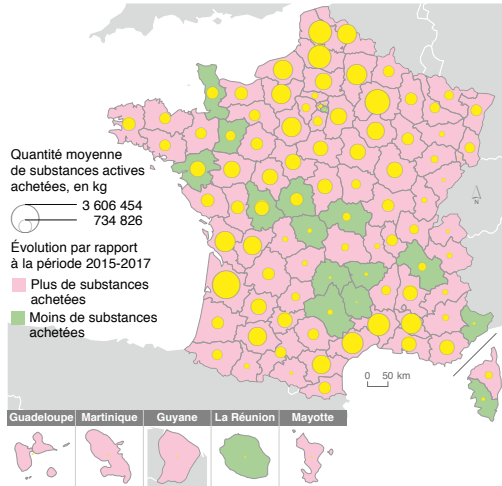 Quantité moyenne
de substances actives
achetées, en kg
3 606 454
734 826
Évolution par rapport
à la période 2015-2017
Plus de substances
achetées
Moins de substances
achetées
N
0 50 km
Guadeloupe Martinique Guyane La Réunion Mayotte